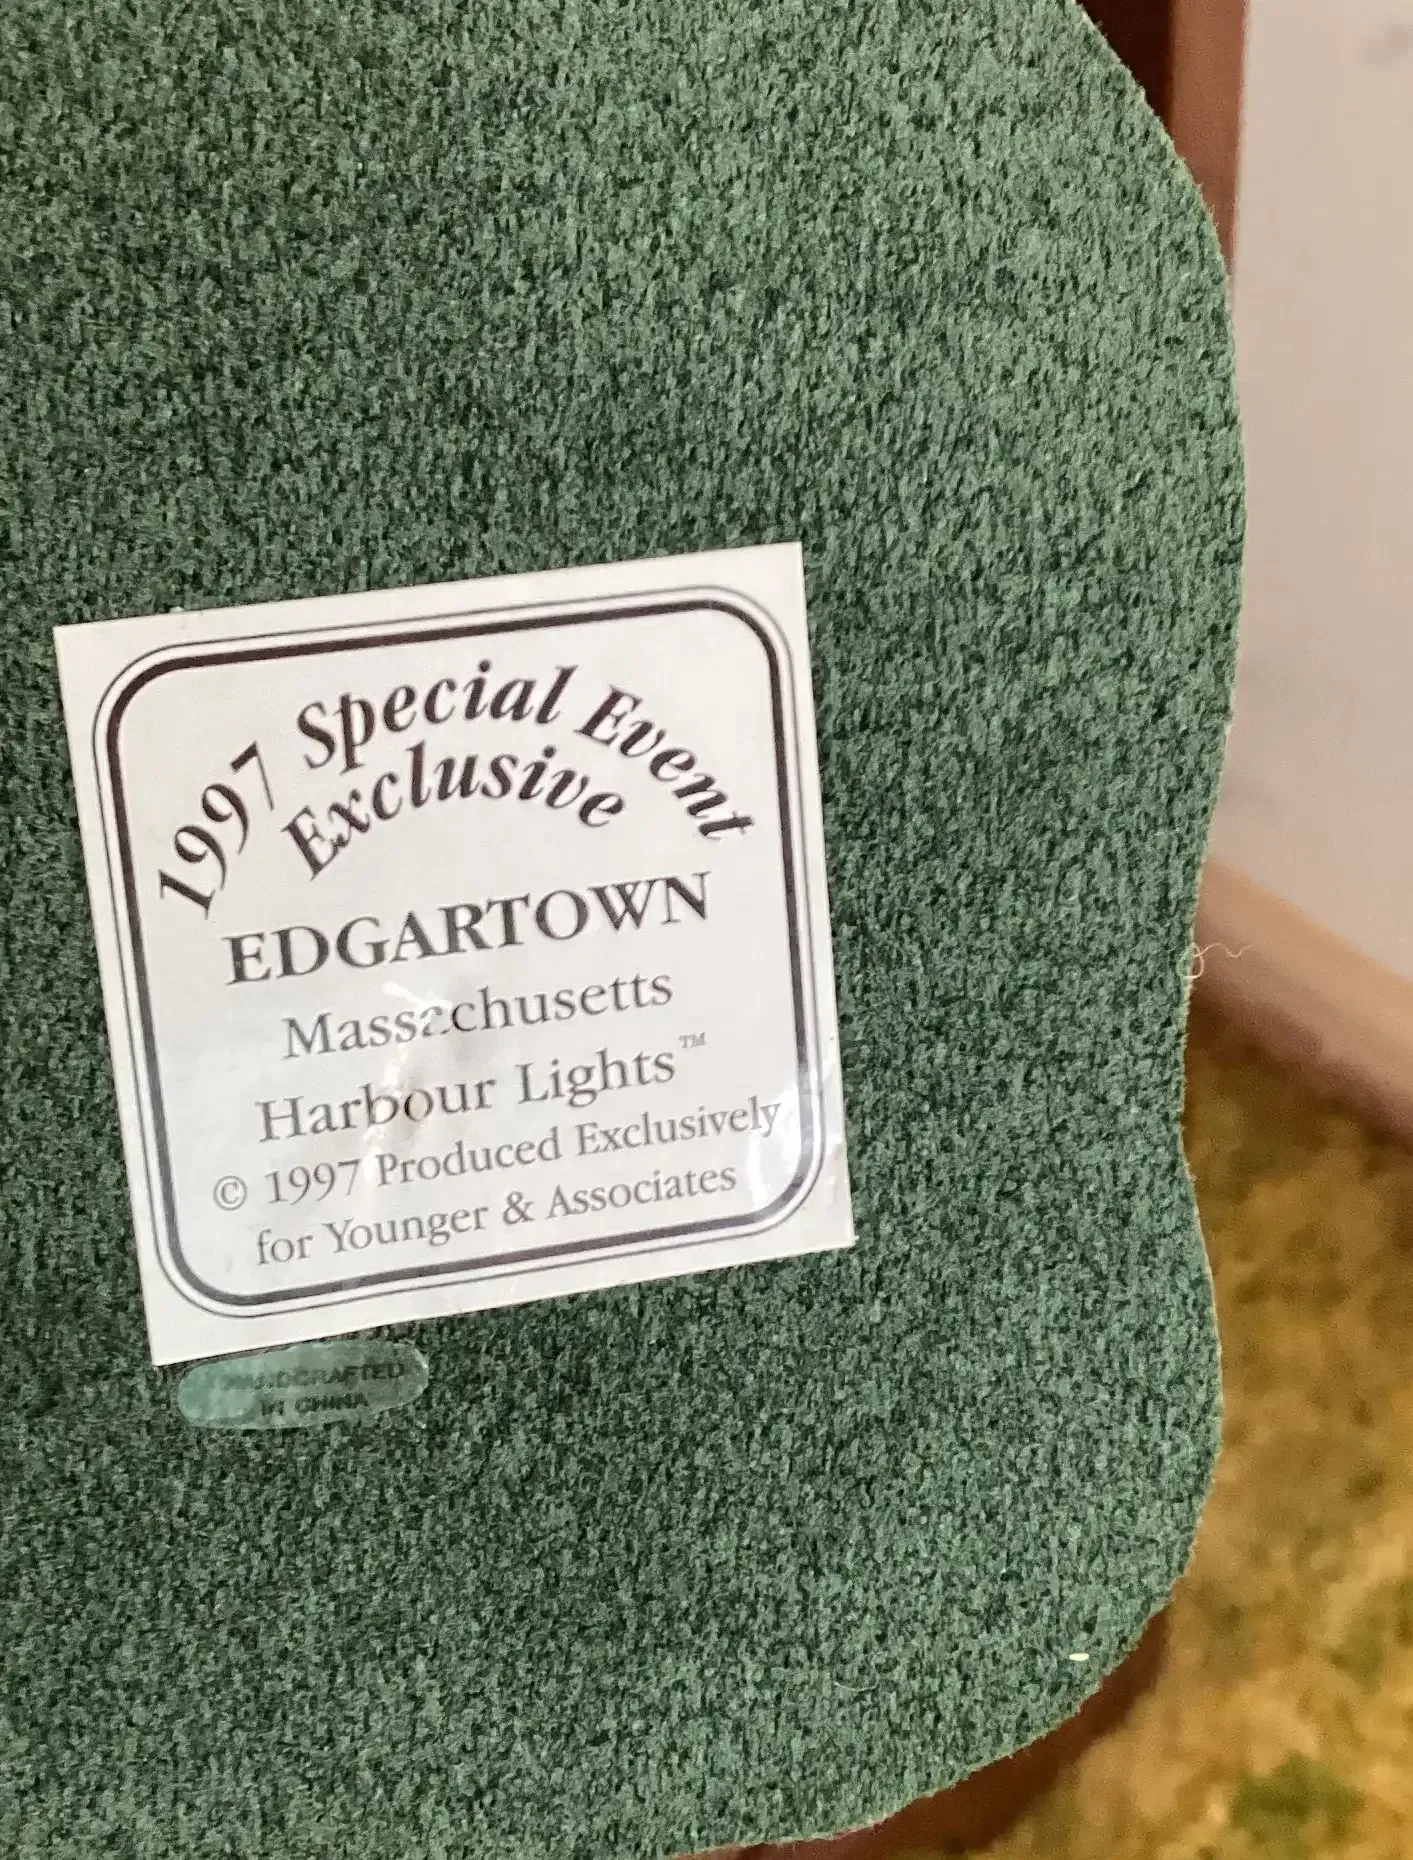 1997 Special Event
Exclusive
EDGARTOWN
Massachusetts
Harbour Lights™
© 1997 Produced Exclusively
for Younger & Associates
HANDCRAFTED
IN CHINA